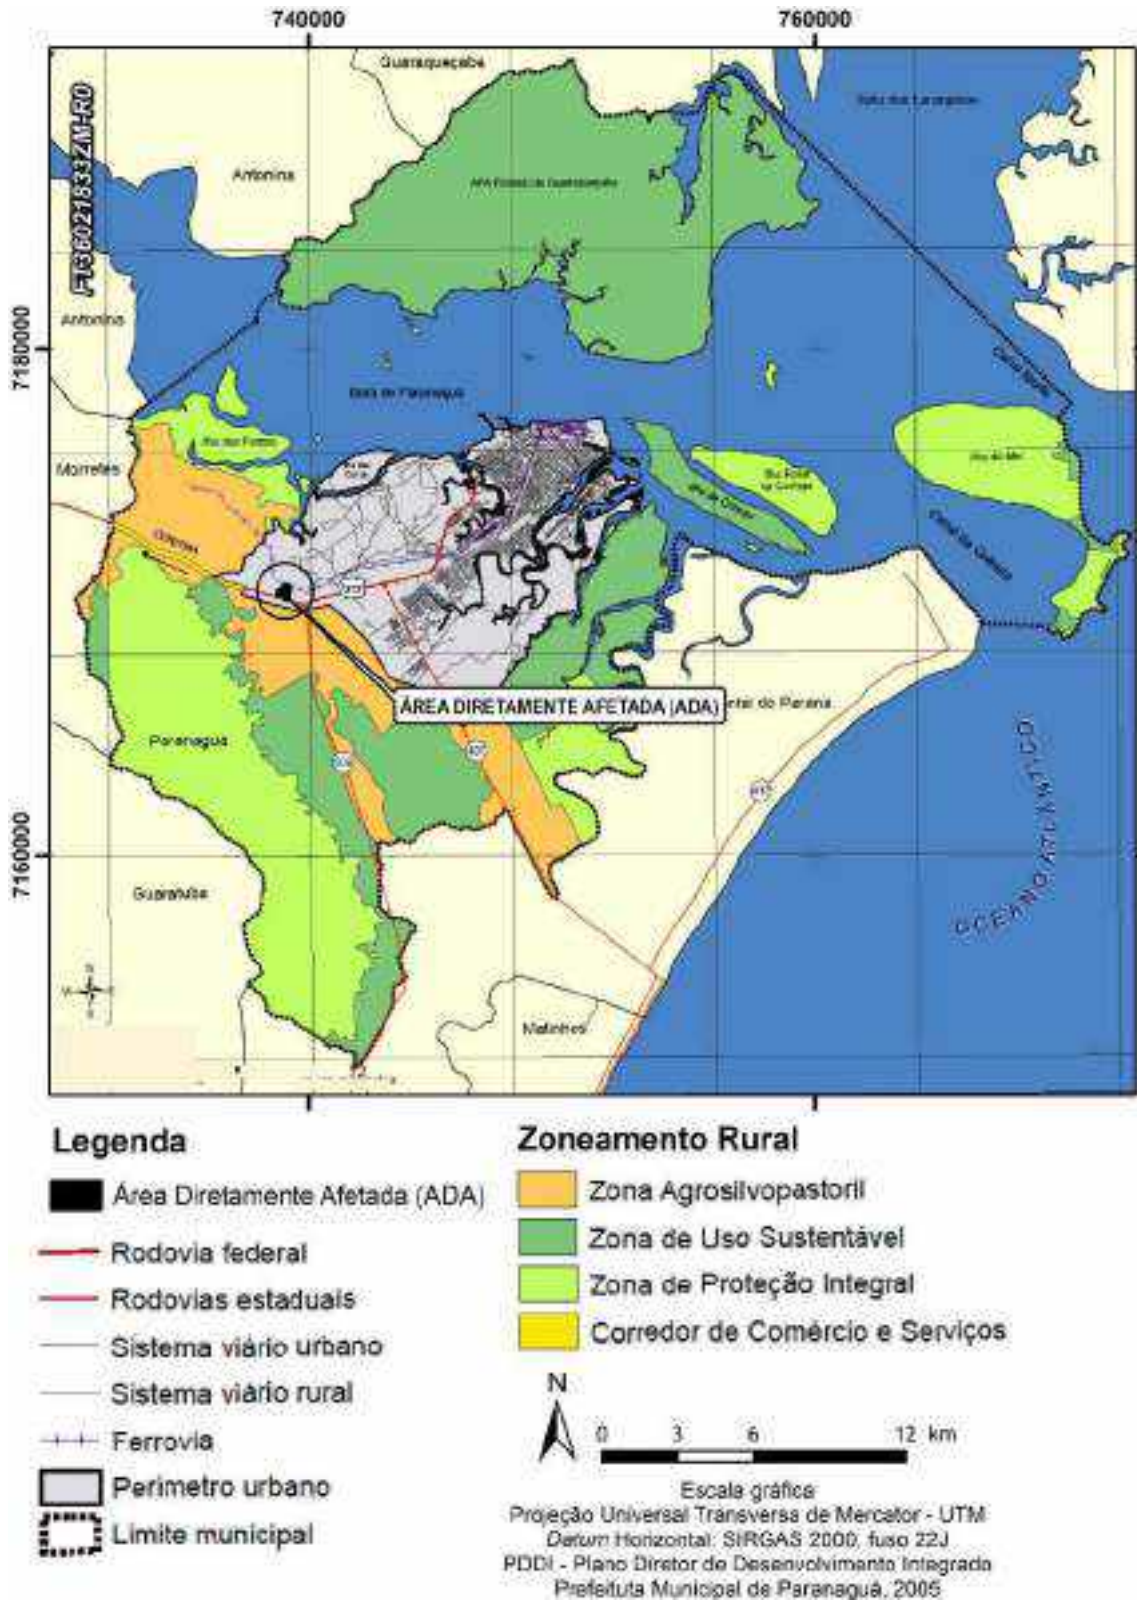 740000
760000
Guaraqueçaba
F1360218332M-R0
Antonina
Antonina
7180000
Baía de Paranaguá
Morretes
ÁREA DIRETAMENTE AFETADA (ADA)
Paranaguá
7160000
Guaratuba
OCEANO ATLÂNTICO
Matinhos
Legenda
Área Diretamente Afetada (ADA)
Rodovia federal
Rodovias estaduais
Sistema viário urbano
Sistema viário rural
Ferrovia
Perímetro urbano
Limite municipal
Zoneamento Rural
Zona Agrosilvopastoril
Zona de Uso Sustentável
Zona de Proteção Integral
Corredor de Comércio e Serviços
N
0 3 6 12 km
Escala gráfica
Projeção Universal Transversa de Mercator - UTM
Datum Horizontal: SIRGAS 2000, fuso 22J
PDDI - Plano Diretor de Desenvolvimento Integrado
Prefeitura Municipal de Paranaguá, 2005